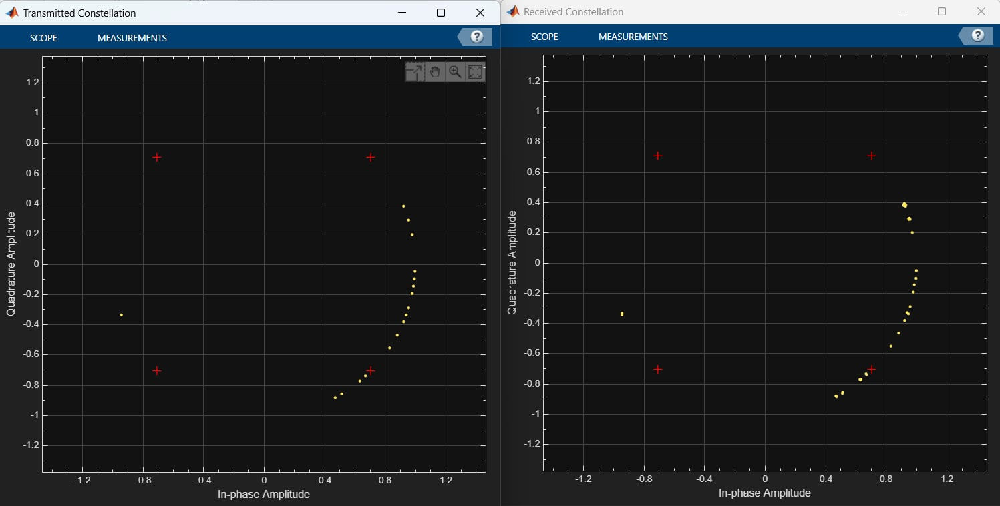 Transmitted Constellation
SCOPE MEASUREMENTS ?
1.2
1
0.8
0.6
0.4
0.2
0
-0.2
-0.4
-0.6
-0.8
-1
-1.2
Quadrature Amplitude
-1.2 -0.8 -0.4 0 0.4 0.8 1.2
In-phase Amplitude
Received Constellation
SCOPE MEASUREMENTS ?
1.2
1
0.8
0.6
0.4
0.2
0
-0.2
-0.4
-0.6
-0.8
-1
-1.2
Quadrature Amplitude
-1.2 -0.8 -0.4 0 0.4 0.8 1.2
In-phase Amplitude